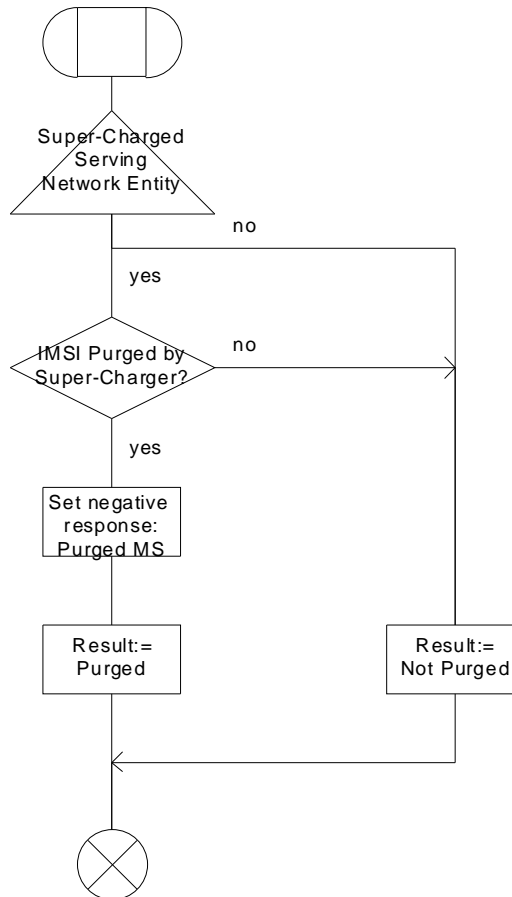 Super-Charged
Serving
Network Entity
no
yes
IMSI Purged by
Super-Charger?
no
yes
Set negative
response:
Purged MS
Result:=
Purged
Result:=
Not Purged